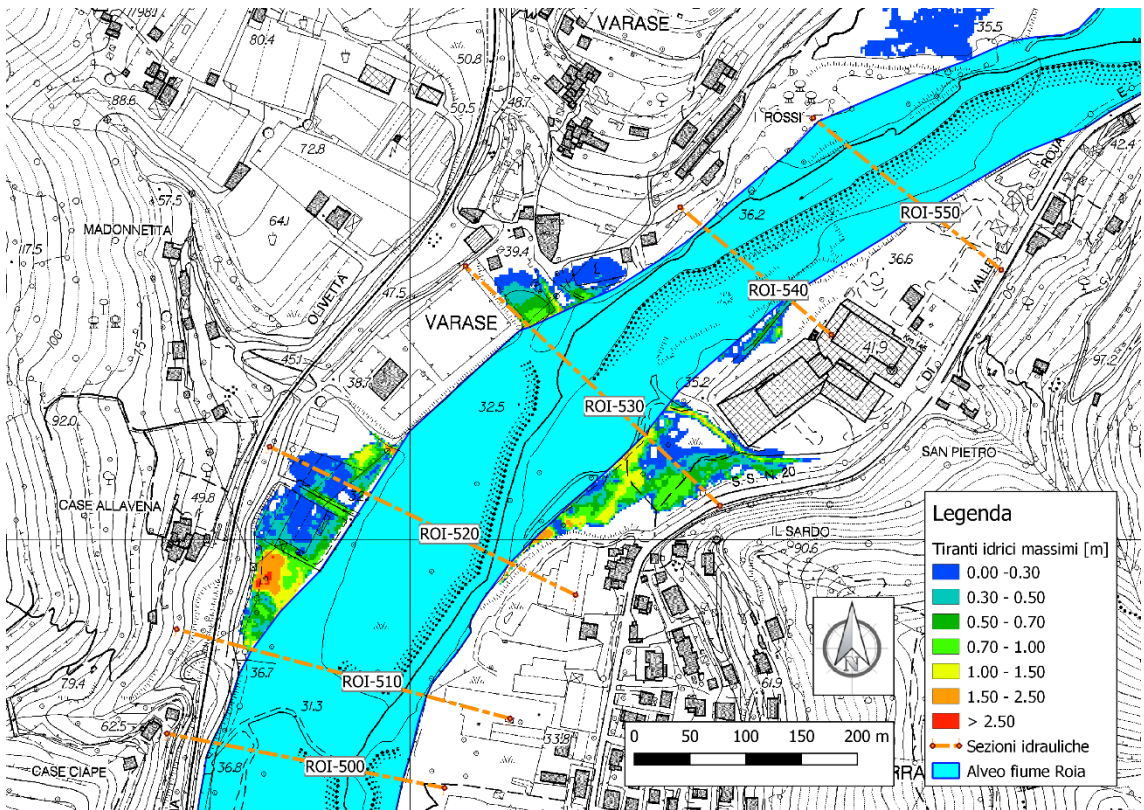 VARASE
35.5
80.4
50.8
88.6
50.5
48.7
I ROSSI
ROIA
42.4
72.8
57.5
36.2
ROI-550
VALLE
64.1
MADONNETTA
17.5
39.4
36.6
ROI-540
DI
OLIVETTA
47.5
VARASE
41.9
97.2
100
45.1
38.7
35.2
32.5
ROI-530
92.0
SAN PIETRO
S.S. N. 20
CASE ALLAVENA
49.8
ROI-520
IL SARDO
90.6
Legenda
Tiranti idrici massimi [m]
0.00 - 0.30
0.30 - 0.50
0.50 - 0.70
0.70 - 1.00
1.00 - 1.50
1.50 - 2.50
> 2.50
Sezioni idrauliche
Alveo fiume Roia
N
36.7
79.4
ROI-510
61.9
31.3
62.5
33.8
0 50 100 150 200 m
CASE CIAPE
36.8
ROI-500